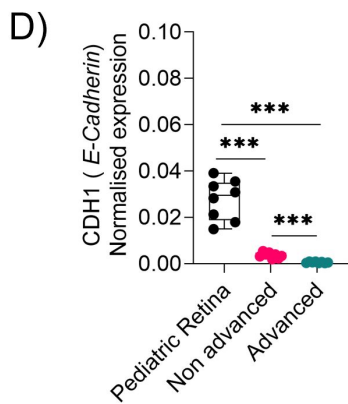 D)
CDH1 ( E-Cadherin)
Normalised expression
0.10
0.08
0.06
0.04
0.02
0.00
***
***
***
Pediatric Retina
Non advanced
Advanced